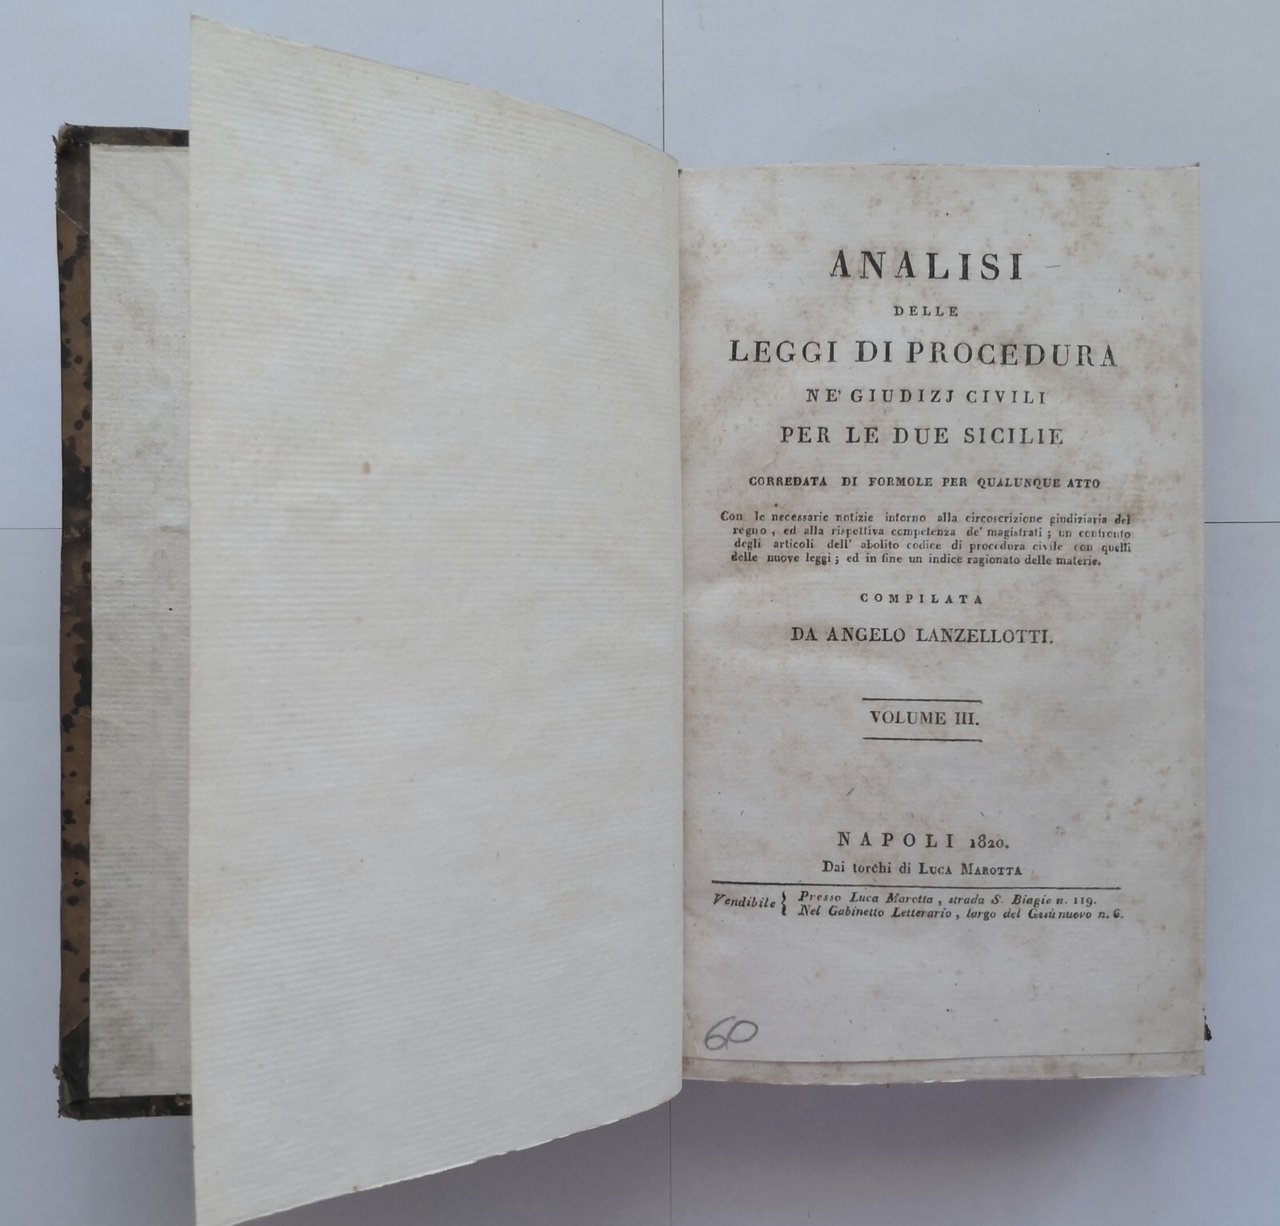 ANALISI
DELLE
LEGGI DI PROCEDURA
NE' GIUDIZJ CIVILI
PER LE DUE SICILIE
CORREDATA DI FORMOLE PER QUALUNQUE ATTO
Con le necessarie notizie intorno alla circoscrizione giudiziaria del
regno, ed alla rispettiva competenza de' magistrati; un confronto
degli articoli dell' abolito codice di procedura civile con quelli
delle nuove leggi; ed in fine un indice ragionato delle materie.
COMPILATA
DA ANGELO LANZELLOTTI.
VOLUME III.
NAPOLI 1820.
Dai torchi di LUCA MAROTTA
Vendibile { Presso Luca Marotta, strada S. Biagio n. 119.
Nel Gabinetto Letterario, largo del Gesù nuovo n. 6.
60